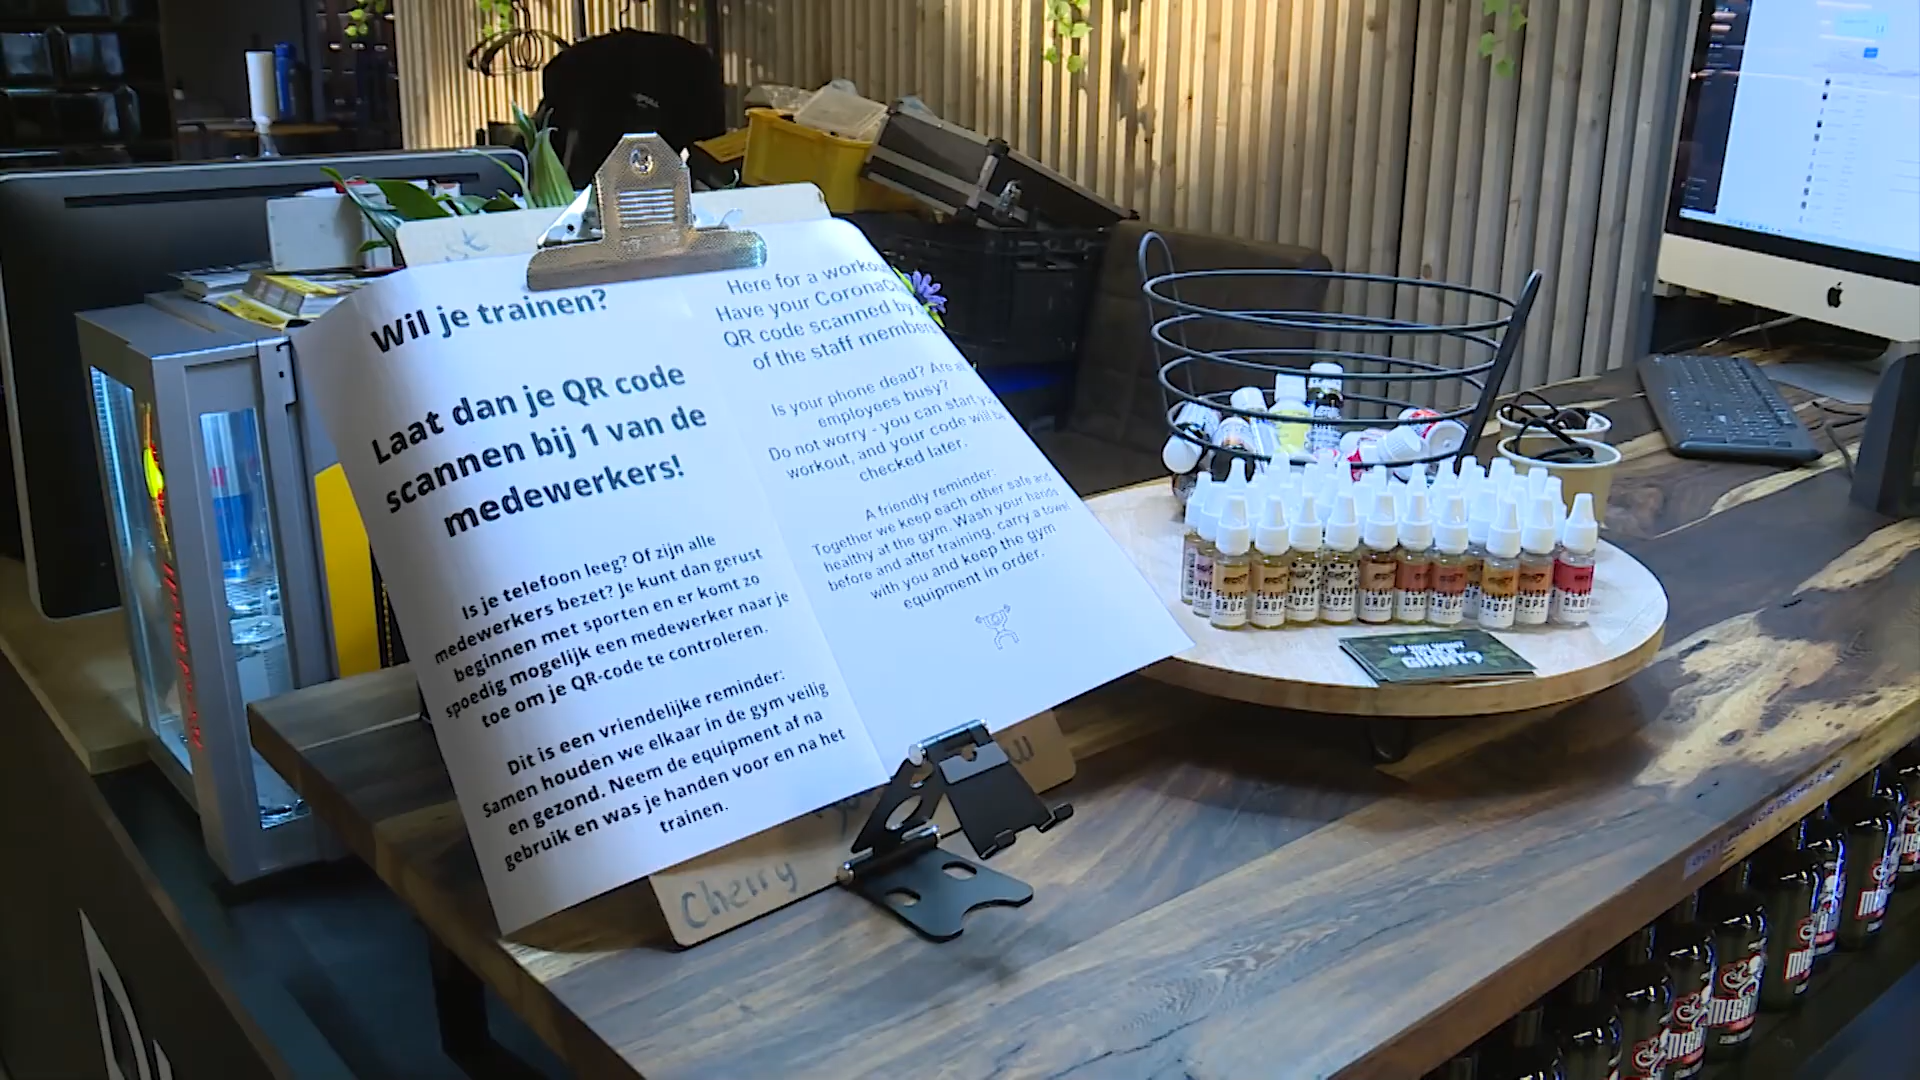 Wil je trainen?
Laat dan je QR code
scannen bij 1 van de
medewerkers!
Is je telefoon leeg? Of zijn alle
medewerkers bezet? Je kunt dan gerust
beginnen met sporten en er komt zo
spoedig mogelijk een medewerker naar je
toe om je QR-code te controleren.
Dit is een vriendelijke reminder:
Samen houden we elkaar in de gym veilig
en gezond. Neem de equipment af na
gebruik en was je handen voor en na het
trainen.
Here for a
Have your
QR code scanned
of the staff members
Is your phone dead? Are
employees busy?
Do not worry - you can start
workout, and your code will be
checked later.
A friendly reminder:
Together we keep each other safe and
healthy at the gym. Wash your hands
before and after training, carry a towel
with you and keep the gym
equipment in order.
Cherry
FLAVOR
DROPS
GIANT?
MEGA